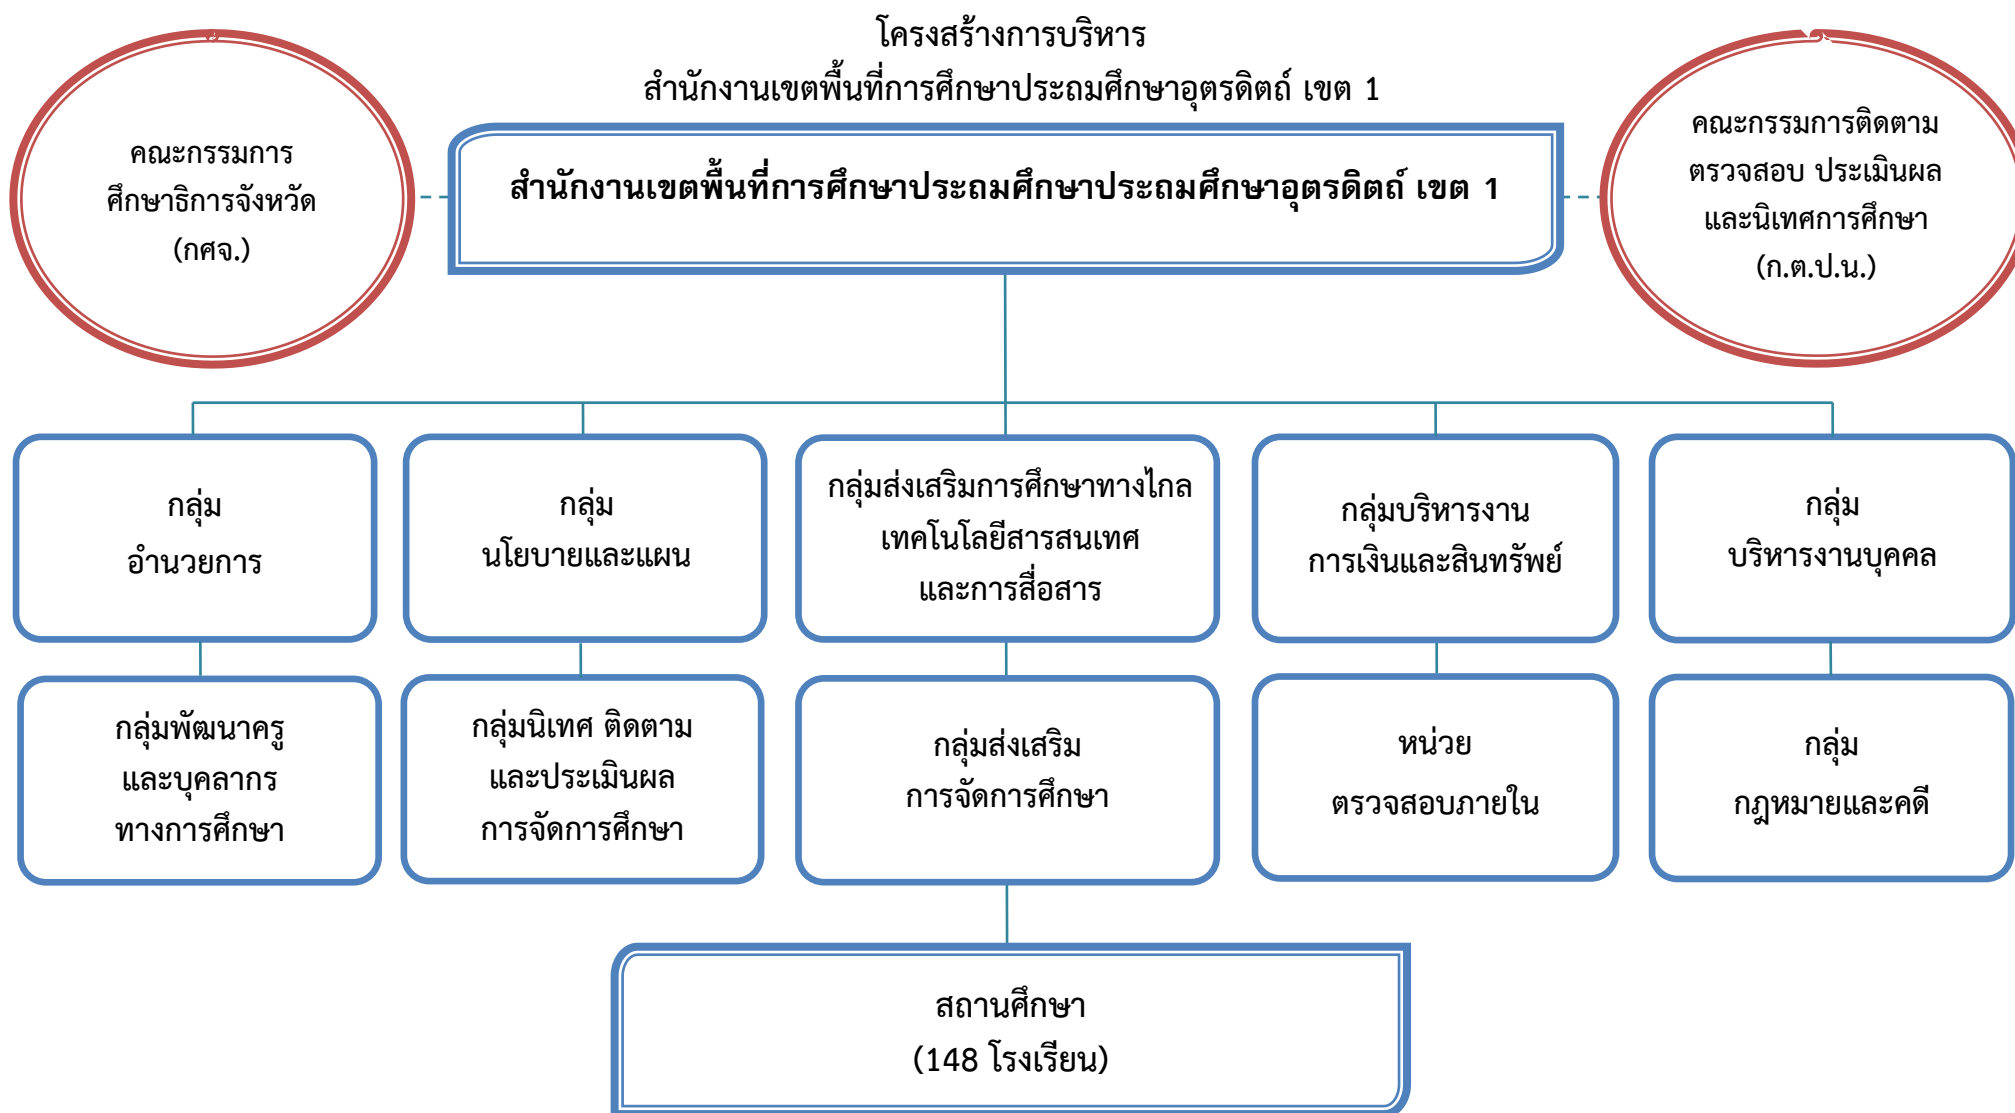 โครงสร้างการบริหาร
สำนักงานเขตพื้นที่การศึกษาประถมศึกษาอุตรดิตถ์ เขต 1
คณะกรรมการ
ศึกษาธิการจังหวัด
(กศจ.)
สำนักงานเขตพื้นที่การศึกษาประถมศึกษาประถมศึกษาอุตรดิตถ์ เขต 1
คณะกรรมการติดตาม
ตรวจสอบ ประเมินผล
และนิเทศการศึกษา
(ก.ต.ป.น.)
กลุ่ม
อำนวยการ
กลุ่ม
นโยบายและแผน
กลุ่มส่งเสริมการศึกษาทางไกล
เทคโนโลยีสารสนเทศ
และการสื่อสาร
กลุ่มบริหารงาน
การเงินและสินทรัพย์
กลุ่ม
บริหารงานบุคคล
กลุ่มพัฒนาครู
และบุคลากร
ทางการศึกษา
กลุ่มนิเทศ ติดตาม
และประเมินผล
การจัดการศึกษา
กลุ่มส่งเสริม
การจัดการศึกษา
หน่วย
ตรวจสอบภายใน
กลุ่ม
กฎหมายและคดี
สถานศึกษา
(148 โรงเรียน)